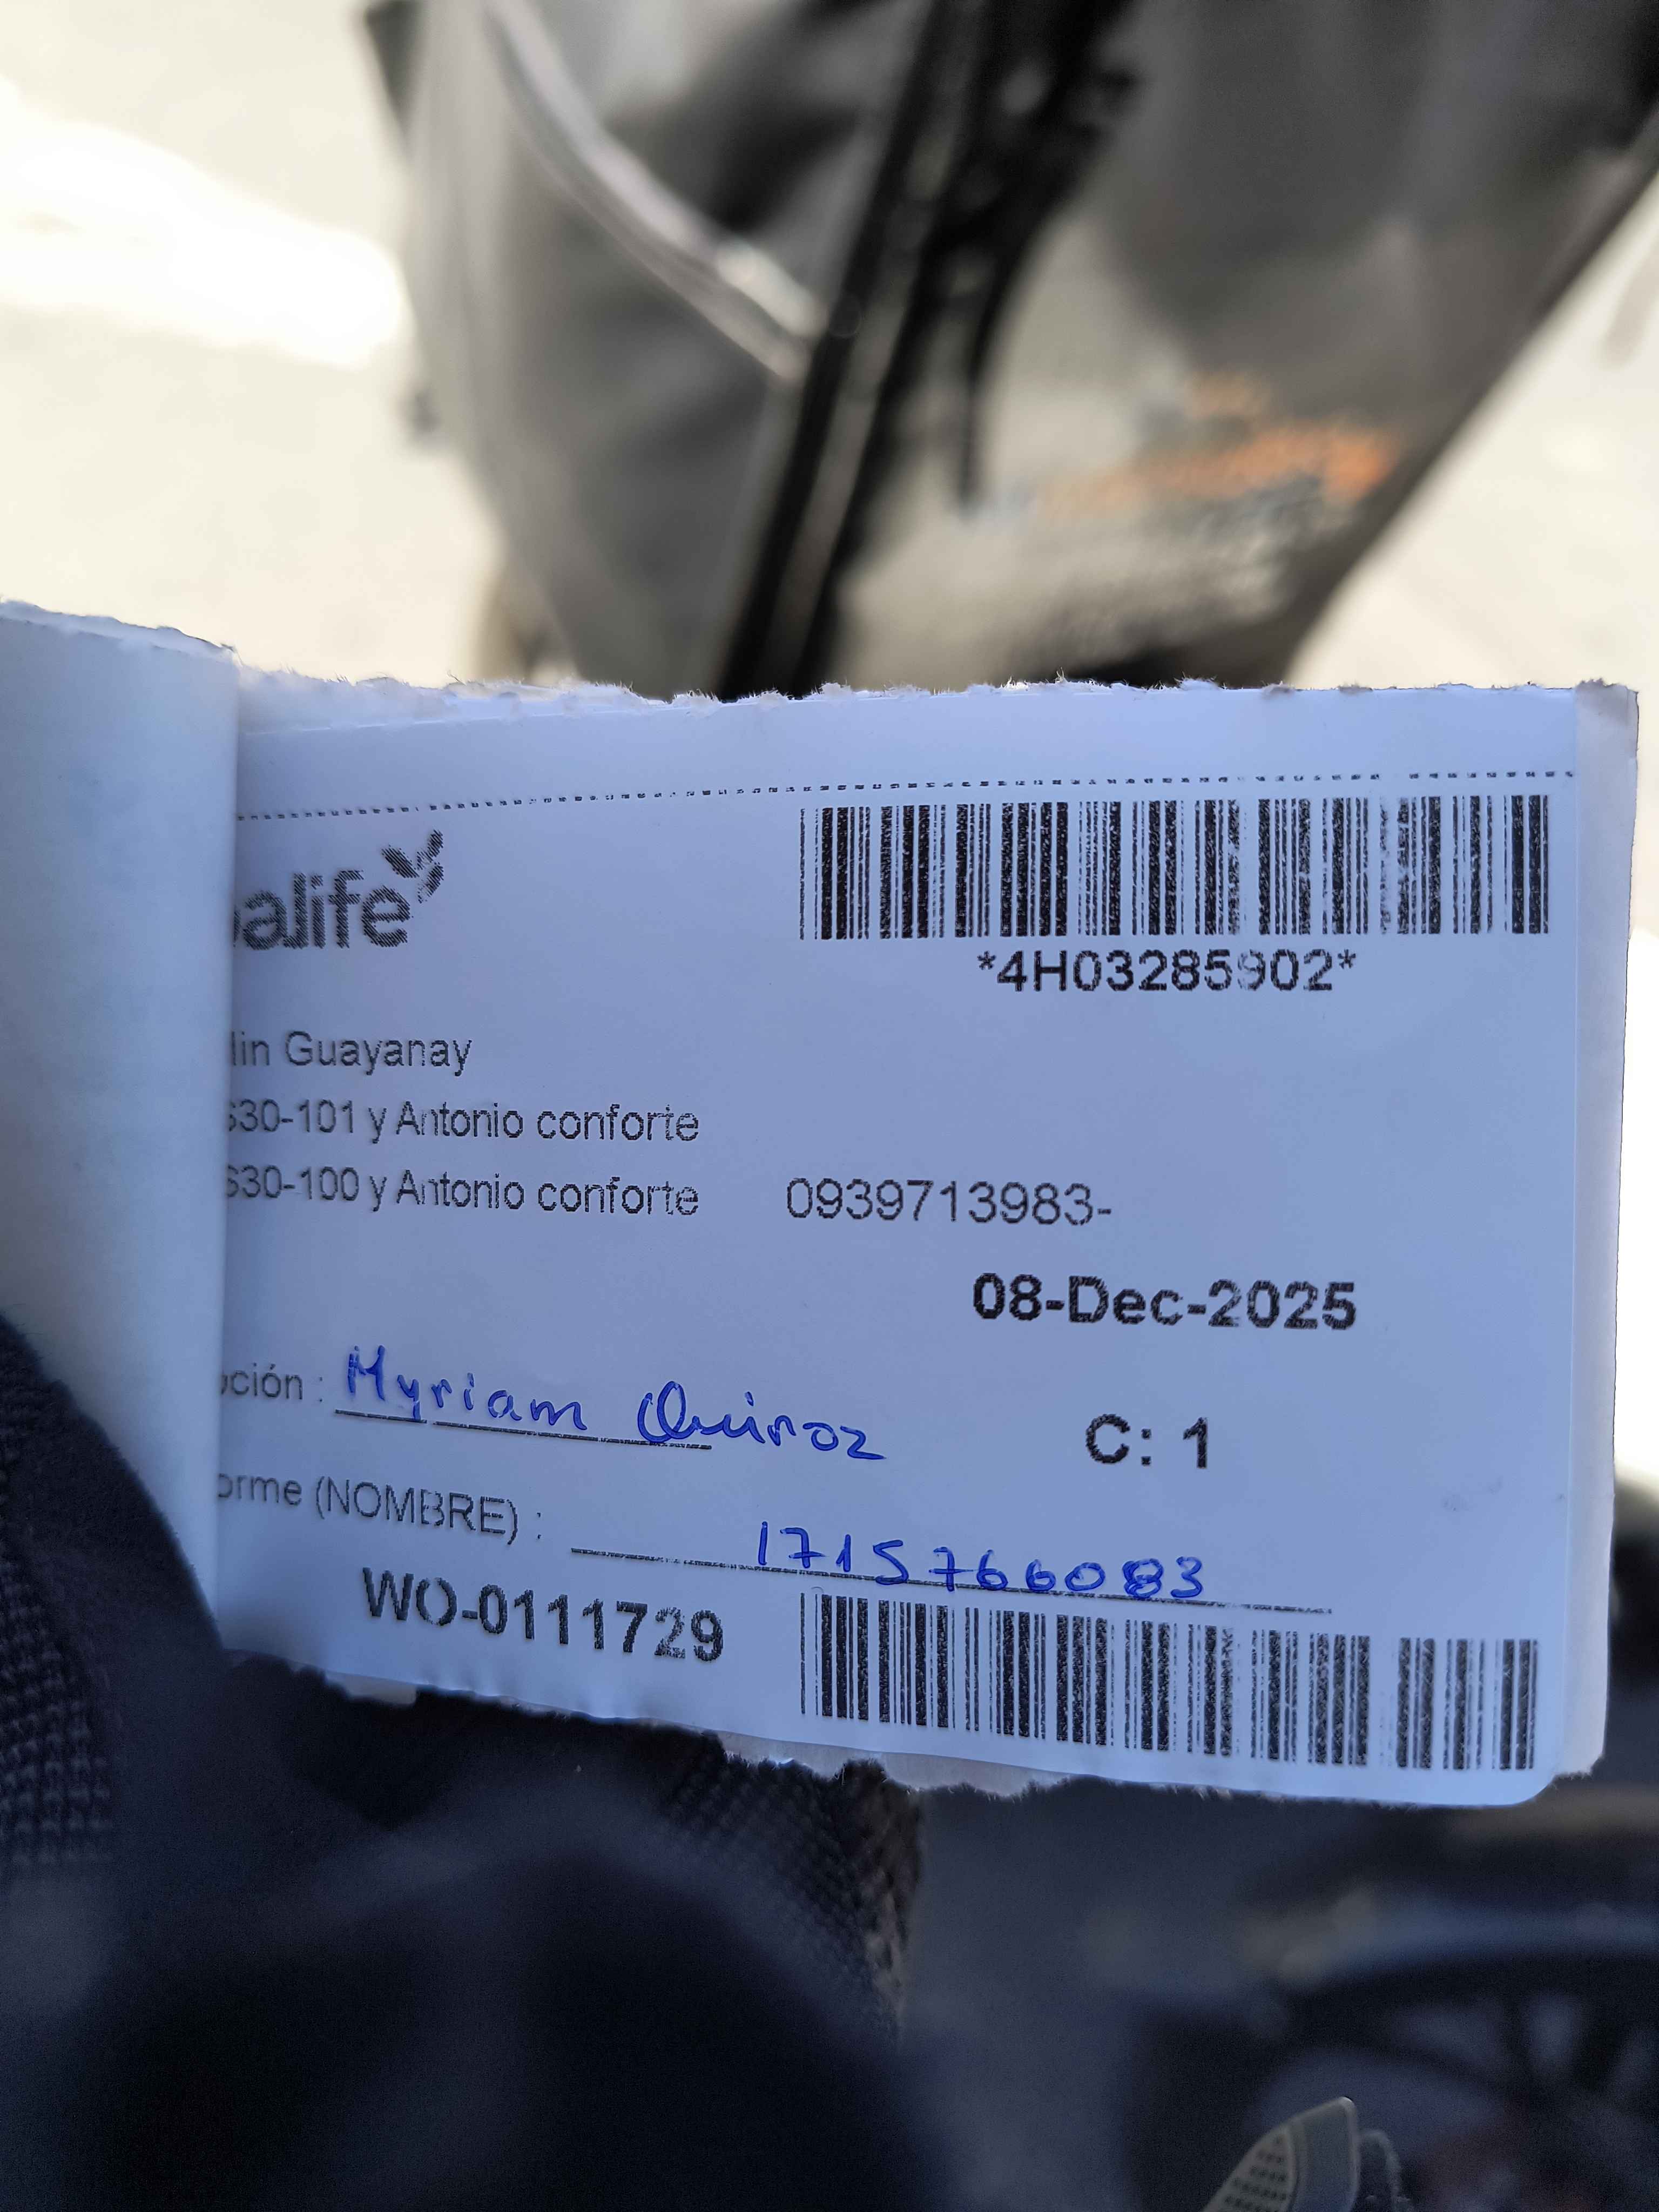 alife
*4H03285902*
lin Guayanay
S30-101 y Antonio conforte
S30-100 y Antonio conforte 0939713983-
08-Dec-2025
ción : Myriam Quiroz
C: 1
orme (NOMBRE) : 1715766083
WO-0111729